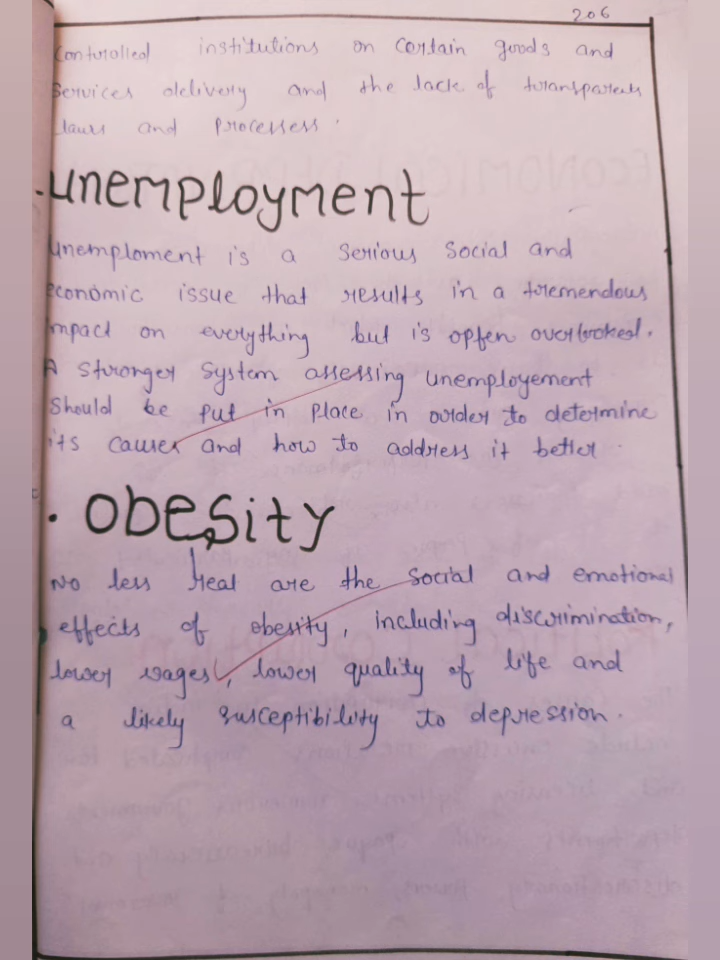 206
controlled institutions on certain goods and
services delivery and the lack of transparents
laws and processess.
. unemployment
unemploment is a serious social and
economic issue that results in a tremendous
impact on everything but is opften overlooked.
A stronger system assessing unemployement
should be put in place in order to determine
its causes and how to address it better.
. obesity
No less real are the social and emotional
effects of obesity, including discrimination,
lower wages, lower quality of life and
a likely susceptibility to depression.